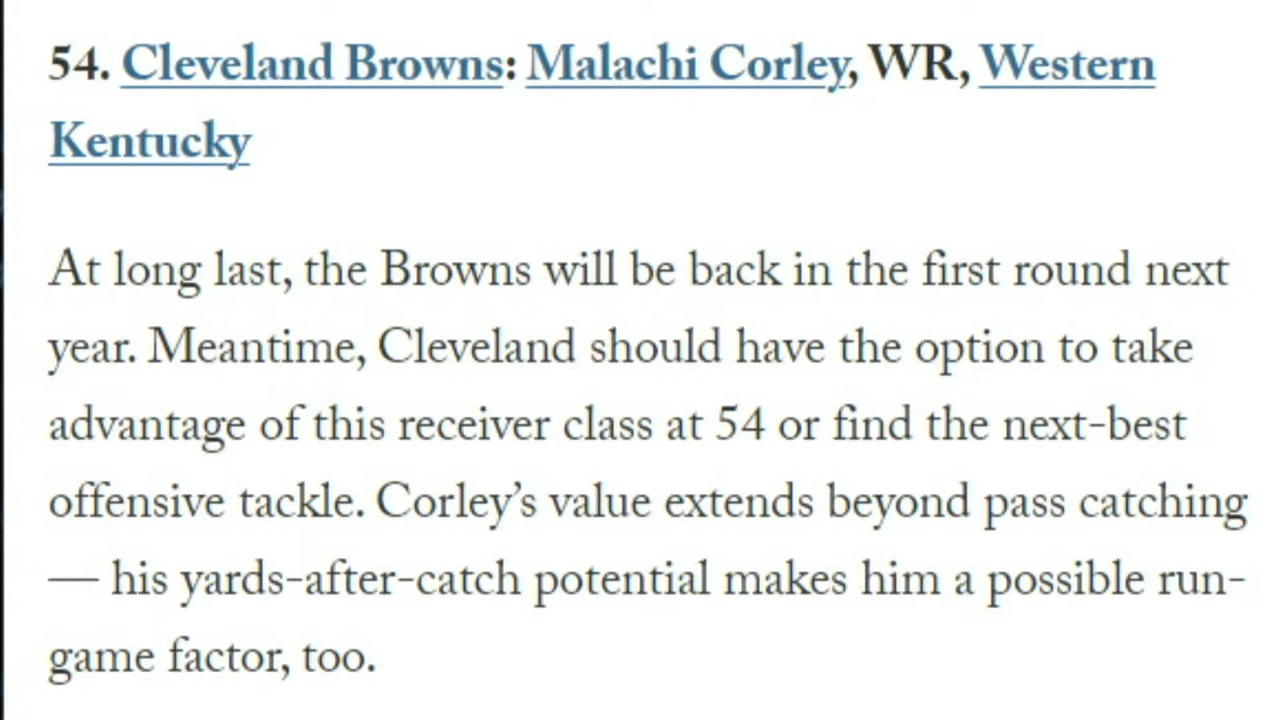 54. Cleveland Browns: Malachi Corley, WR, Western
Kentucky
At long last, the Browns will be back in the first round next
year. Meantime, Cleveland should have the option to take
advantage of this receiver class at 54 or find the next-best
offensive tackle. Corley’s value extends beyond pass catching
— his yards-after-catch potential makes him a possible run-
game factor, too.